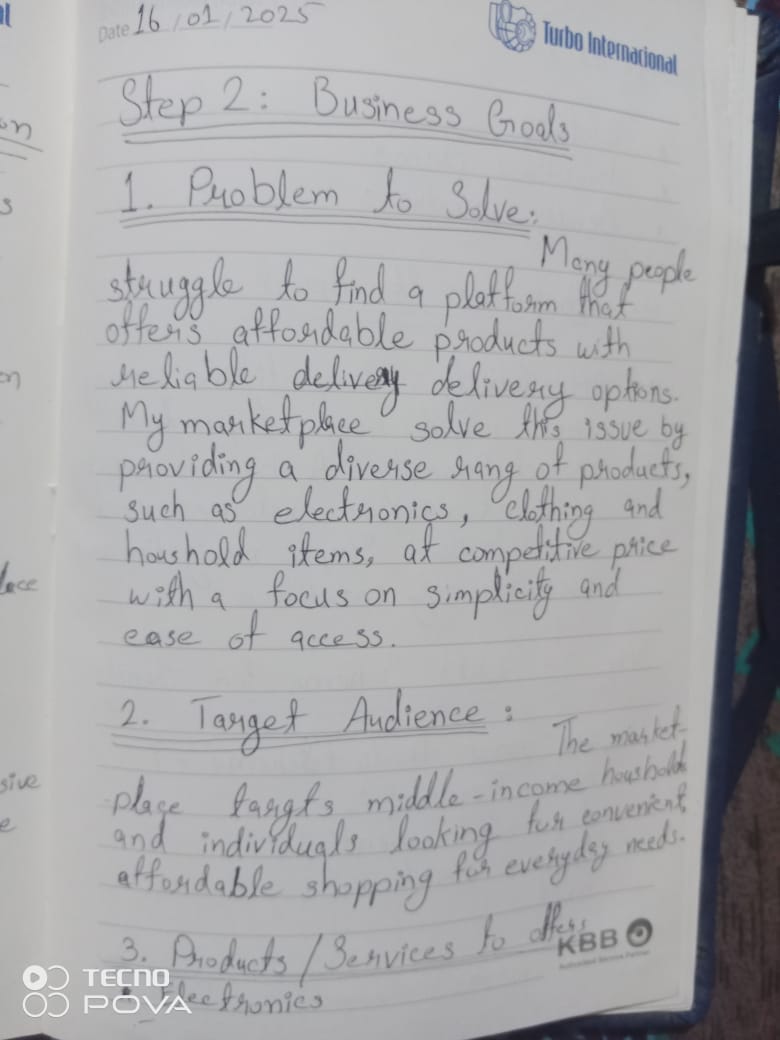 Date 16/01/2025
Turbo Internacional
Step 2: Business Goals
1. Problem to Solve:
Many people
struggle to find a platform that
offers affordable products with
reliable delivery delivery options.
My marketplace solve this issue by
providing a diverse rang of products,
such as electronics, clothing and
houshold items, at competitive price
with a focus on simplicity and
ease of access.
2. Target Audience:
The market-
place targts middle-income houshold
and individuals looking for convenient,
affordable shopping for everyday needs.
3. Products/Services to offers
KBB
• Electronics
TECNO
POVA